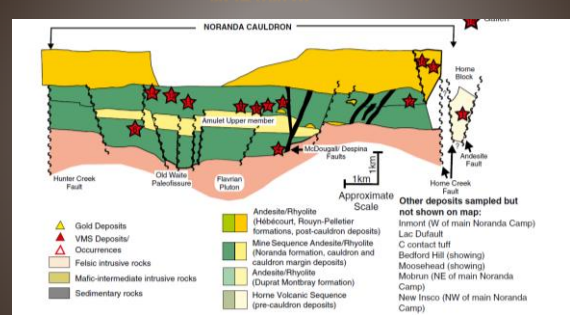 NORANDA CAULDRON
Gallen
Horne
Block
Amulet Upper member
McDougall/ Despina
Faults
Old Waite
Paleofissure
Flavrian
Pluton
Hunter Creek
Fault
1km
1km
Approximate
Scale
Andesite
Fault
Horne Creek
Fault
Gold Deposits
VMS Deposits/
Occurrences
Felsic intrusive rocks
Mafic-intermediate intrusive rocks
Sedimentary rocks
Andesite/Rhyolite
(Hébécourt, Rouyn-Pelletier
formations, post-cauldron deposits)
Mine Sequence Andesite/Rhyolite
(Noranda formation, cauldron and
cauldron margin deposits)
Andesite/Rhyolite
(Duprat Montbray formation)
Horne Volcanic Sequence
(pre-cauldron deposits)
Other deposits sampled but
not shown on map:
Inmont (W of main Noranda Camp)
Lac Dufault
C contact tuff
Bedford Hill (showing)
Moosehead (showing)
Mobrun (NE of main Noranda
Camp)
New Insco (NW of main Noranda
Camp)